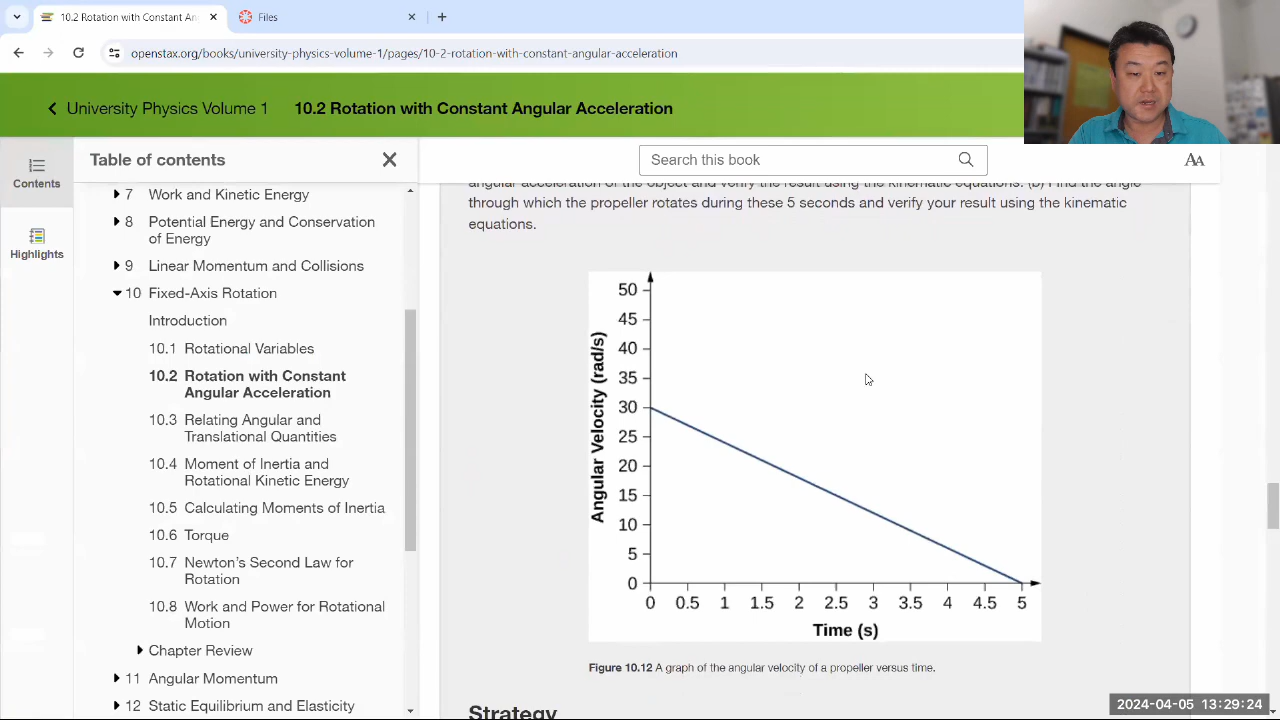 10.2 Rotation with Constant Ang
Files
openstax.org/books/university-physics-volume-1/pages/10-2-rotation-with-constant-angular-acceleration
University Physics Volume 1 10.2 Rotation with Constant Angular Acceleration
Contents
Highlights
Table of contents
Search this book
AA
7 Work and Kinetic Energy
8 Potential Energy and Conservation
of Energy
9 Linear Momentum and Collisions
10 Fixed-Axis Rotation
Introduction
10.1 Rotational Variables
10.2 Rotation with Constant
Angular Acceleration
10.3 Relating Angular and
Translational Quantities
10.4 Moment of Inertia and
Rotational Kinetic Energy
10.5 Calculating Moments of Inertia
10.6 Torque
10.7 Newton's Second Law for
Rotation
10.8 Work and Power for Rotational
Motion
Chapter Review
11 Angular Momentum
12 Static Equilibrium and Elasticity
angular acceleration of the object and verify the result using the kinematic equations. (b) Find the angle
through which the propeller rotates during these 5 seconds and verify your result using the kinematic
equations.
Angular Velocity (rad/s)
50
45
40
35
30
25
20
15
10
5
0
0 0.5 1 1.5 2 2.5 3 3.5 4 4.5 5
Time (s)
Figure 10.12 A graph of the angular velocity of a propeller versus time.
Strategy
2024-04-05 13:29:24